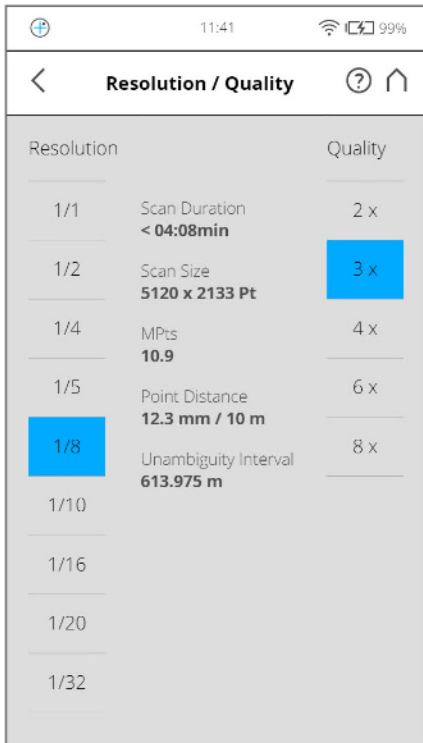 11:41
99%
Resolution / Quality
Resolution
Quality
1/1
1/2
1/4
1/5
1/8
1/10
1/16
1/20
1/32
Scan Duration
< 04:08min
Scan Size
5120 x 2133 Pt
MPts
10.9
Point Distance
12.3 mm / 10 m
Unambiguity Interval
613.975 m
2 x
3 x
4 x
6 x
8 x